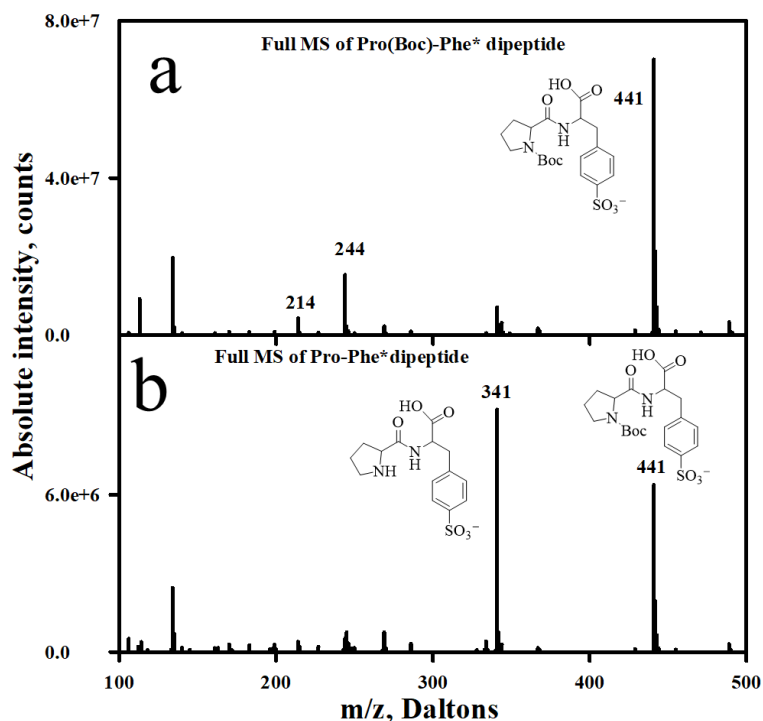 8.0e+7
Full MS of Pro(Boc)-Phe* dipeptide
a
HO
O
O
441
N
H
N
Boc
SO₃⁻
4.0e+7
244
214
0.0
Full MS of Pro-Phe*dipeptide
b
341
HO
O
O
N
H
N
Boc
SO₃⁻
441
HO
O
O
N
H
NH
SO₃⁻
6.0e+6
0.0
100
200
300
400
500
m/z, Daltons
Absolute intensity, counts